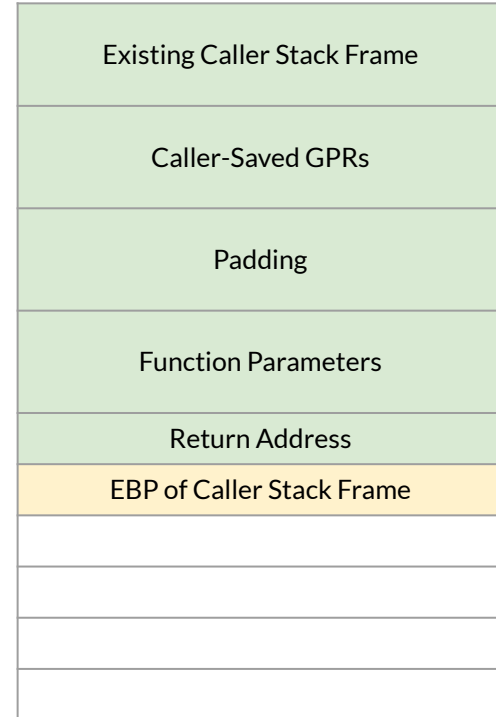 Existing Caller Stack Frame
Caller-Saved GPRs
Padding
Function Parameters
Return Address
EBP of Caller Stack Frame